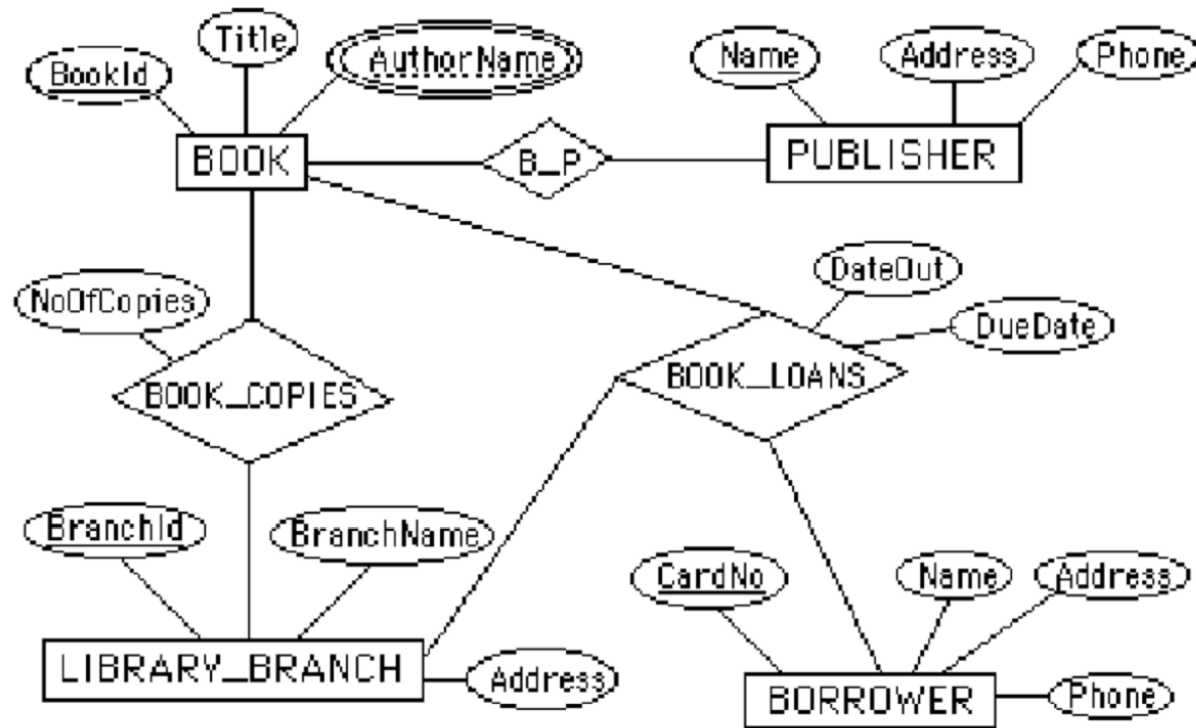 Title
BookId
AuthorName
Name
Address
Phone
BOOK
B_P
PUBLISHER
NoOfCopies
DateOut
DueDate
BOOK_COPIES
BOOK_LOANS
BranchId
BranchName
CardNo
Name
Address
LIBRARY_BRANCH
Address
BORROWER
Phone